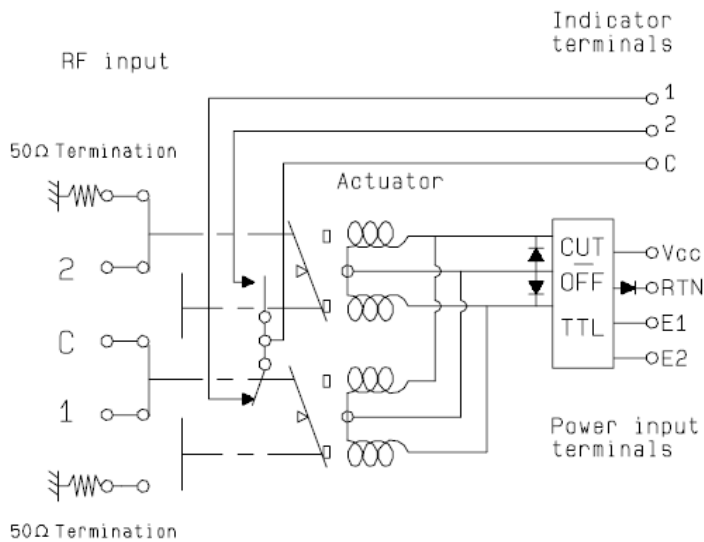 Indicator
terminals
RF input
1
2
C
50Ω Termination
Actuator
2
C
1
CUT
OFF
TTL
Vcc
RTN
E1
E2
Power input
terminals
50Ω Termination